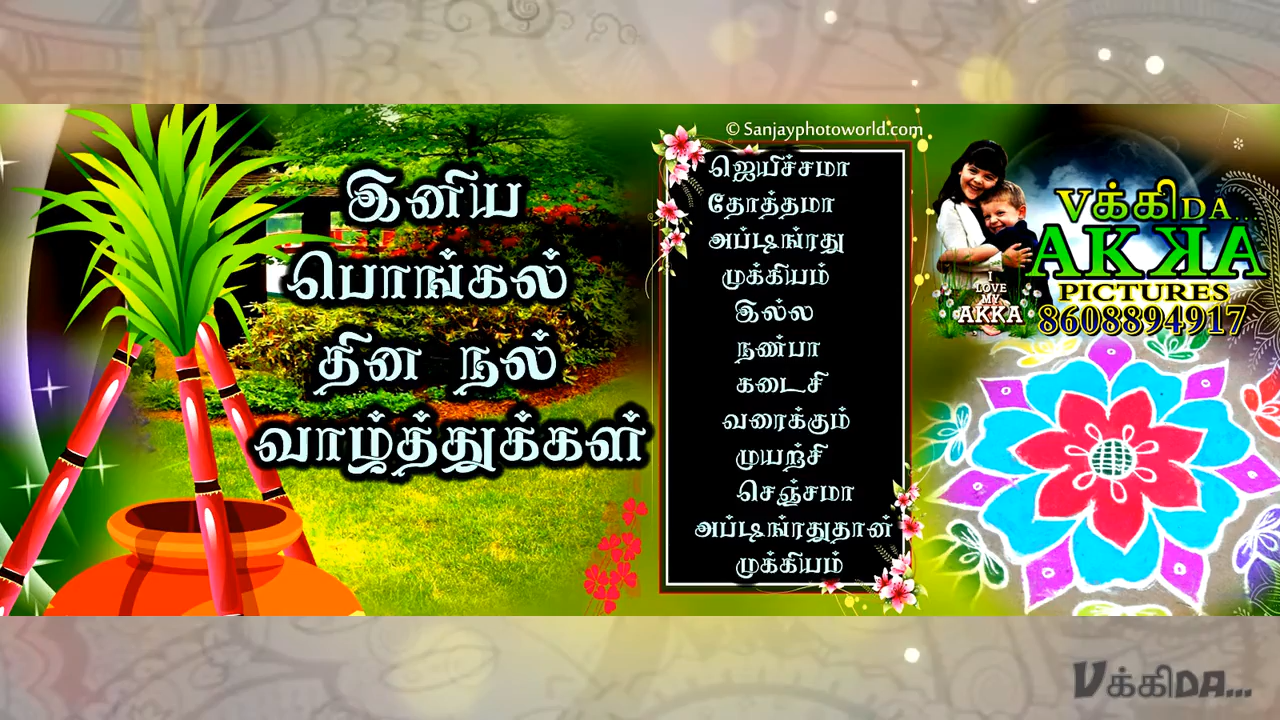 இனிய
பொங்கல்
தின நல்
வாழ்த்துக்கள்
© Sanjayphotoworld.com
ஜெயிச்சமா
தோத்தமா
அப்டிங்ரது
முக்கியம்
இல்ல
நண்பா
கடைசி
வரைக்கும்
முயற்சி
செஞ்சமா
அப்டிங்ரதுதான்
முக்கியம்
Vக்கிDA...
AKKA
PICTURES
8608894917
I
LOVE
MY
AKKA
Vக்கிDA...